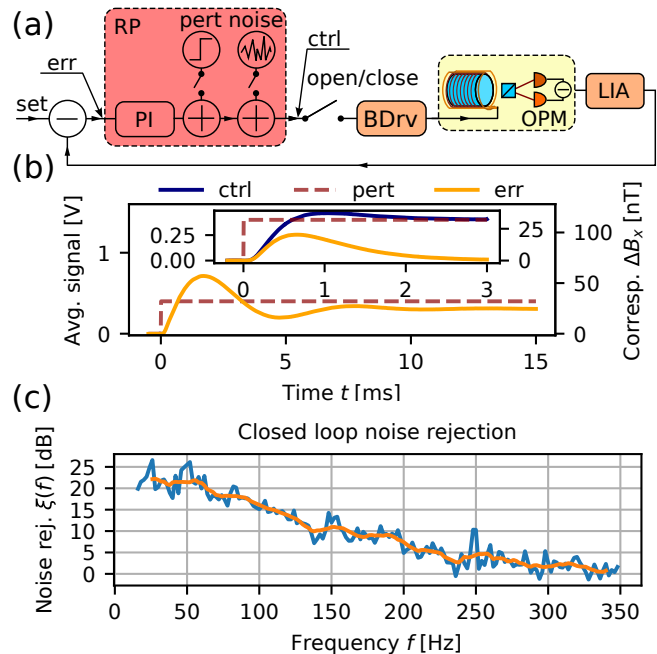 (a)
RP
pert noise
ctrl
err
open/close
set
PI
BDrv
OPM
LIA
(b)
ctrl
pert
err
Avg. signal [V]
1
0
0.25
0.00
25
0
0 1 2 3
100
50
0
Corresp. ΔBₓ [nT]
0 5 10 15
Time t [ms]
(c)
Closed loop noise rejection
Noise rej. ξ(f) [dB]
25
20
15
10
5
0
0 50 100 150 200 250 300 350
Frequency f [Hz]